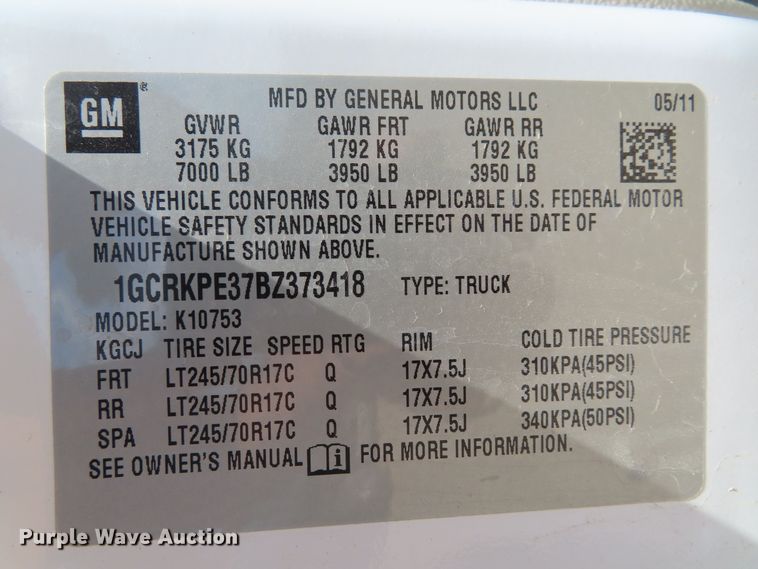 GM®
MFD BY GENERAL MOTORS LLC 05/11
GVWR GAWR FRT GAWR RR
3175 KG 1792 KG 1792 KG
7000 LB 3950 LB 3950 LB
THIS VEHICLE CONFORMS TO ALL APPLICABLE U.S. FEDERAL MOTOR
VEHICLE SAFETY STANDARDS IN EFFECT ON THE DATE OF
MANUFACTURE SHOWN ABOVE.
1GCRKPE37BZ373418 TYPE: TRUCK
MODEL: K10753
KGCJ TIRE SIZE SPEED RTG RIM COLD TIRE PRESSURE
FRT LT245/70R17C Q 17X7.5J 310KPA(45PSI)
RR LT245/70R17C Q 17X7.5J 310KPA(45PSI)
SPA LT245/70R17C Q 17X7.5J 340KPA(50PSI)
SEE OWNER'S MANUAL i FOR MORE INFORMATION.
Purple Wave Auction